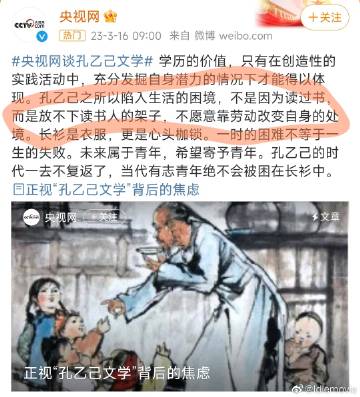 央视网
23-3-16 09:00 来自 微博 weibo.com
+关注
CCTV.com
#央视网谈孔乙己文学# 学历的价值，只有在创造性的
实践活动中，充分发掘自身潜力的情况下才能得以体
现。孔乙己之所以陷入生活的困境，不是因为读过书，
而是放不下读书人的架子，不愿意靠劳动改变自身的处
境。长衫是衣服，更是心头枷锁。一时的困难不等于一
生的失败。未来属于青年，希望寄予青年。孔乙己的时
代一去不复返了，当代有志青年绝不会被困在长衫中。
正视“孔乙己文学”背后的焦虑
央视网 +关注
文章
正视“孔乙己文学”背后的焦虑
@Idlemovie